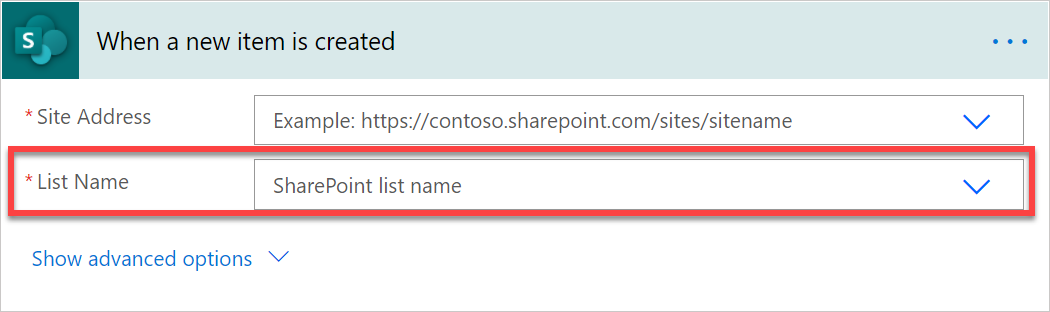 S
When a new item is created
* Site Address
Example: https://contoso.sharepoint.com/sites/sitename
* List Name
SharePoint list name
Show advanced options